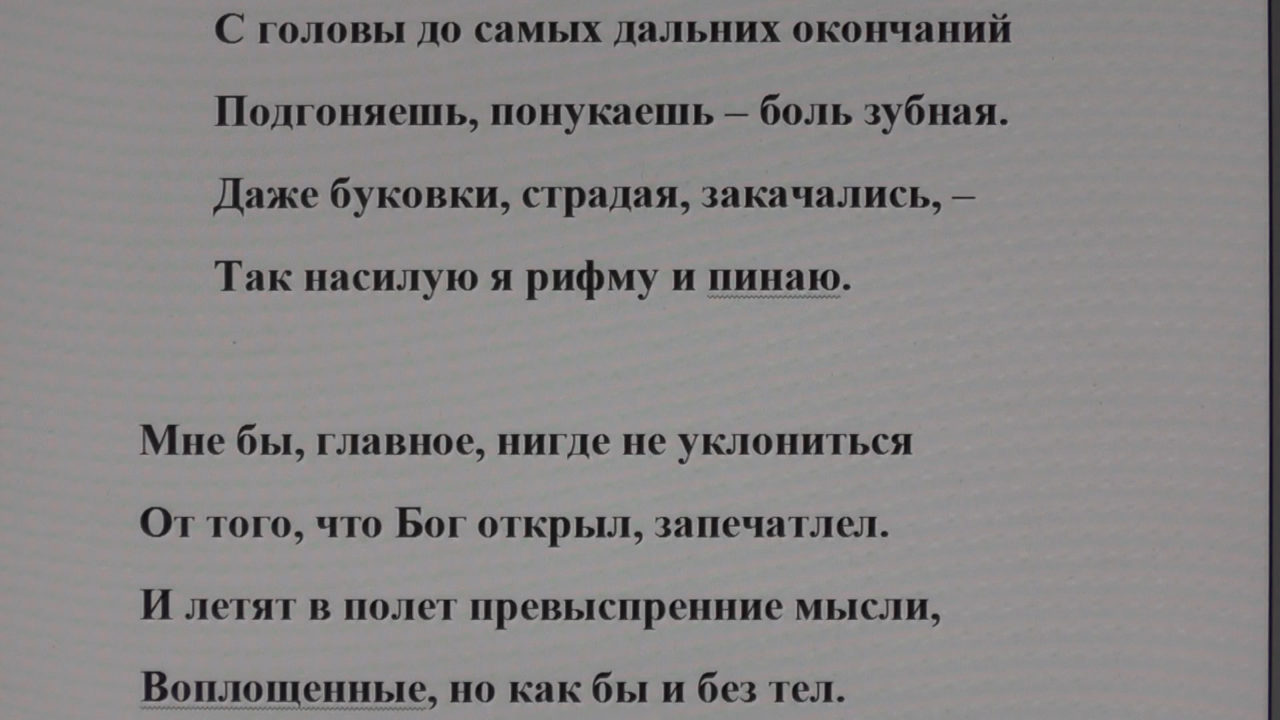 С головы до самых дальних окончаний
Подгоняешь, понукаешь – боль зубная.
Даже буковки, страдая, закачались, –
Так насилую я рифму и пинаю.
Мне бы, главное, нигде не уклониться
От того, что Бог открыл, запечатлел.
И летят в полет превыспренние мысли,
Воплощенные, но как бы и без тел.